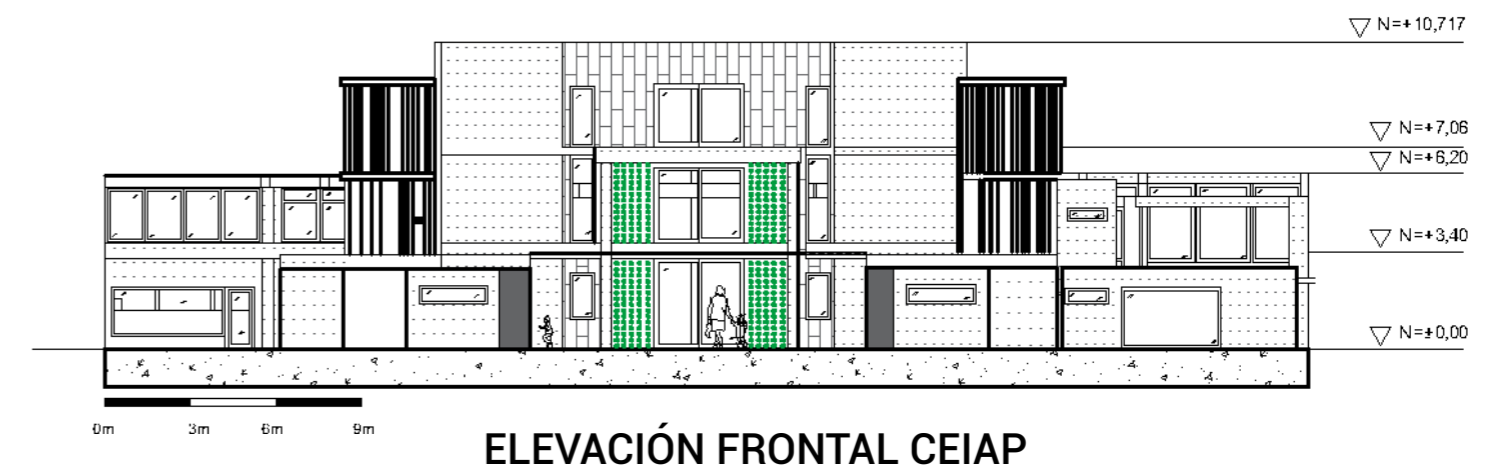 N=+10,717
N=+7,06
N=+6,20
N=+3,40
N=±0,00
0m 3m 6m 9m
ELEVACIÓN FRONTAL CEIAP